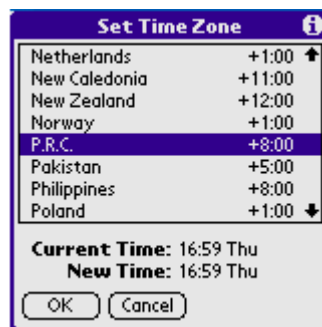 Set Time Zone
Netherlands +1:00
New Caledonia +11:00
New Zealand +12:00
Norway +1:00
P.R.C. +8:00
Pakistan +5:00
Philippines +8:00
Poland +1:00
Current Time: 16:59 Thu
New Time: 16:59 Thu
OK Cancel